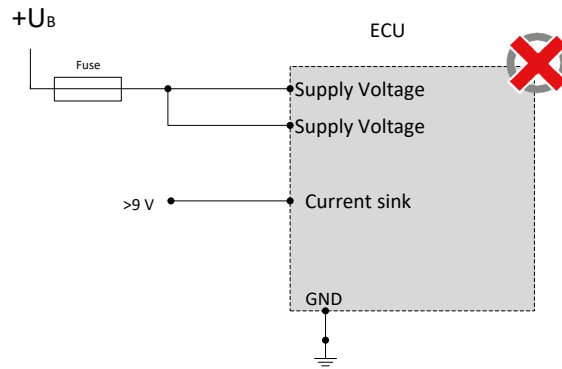 +UB
ECU
Fuse
Supply Voltage
Supply Voltage
>9 V
Current sink
GND